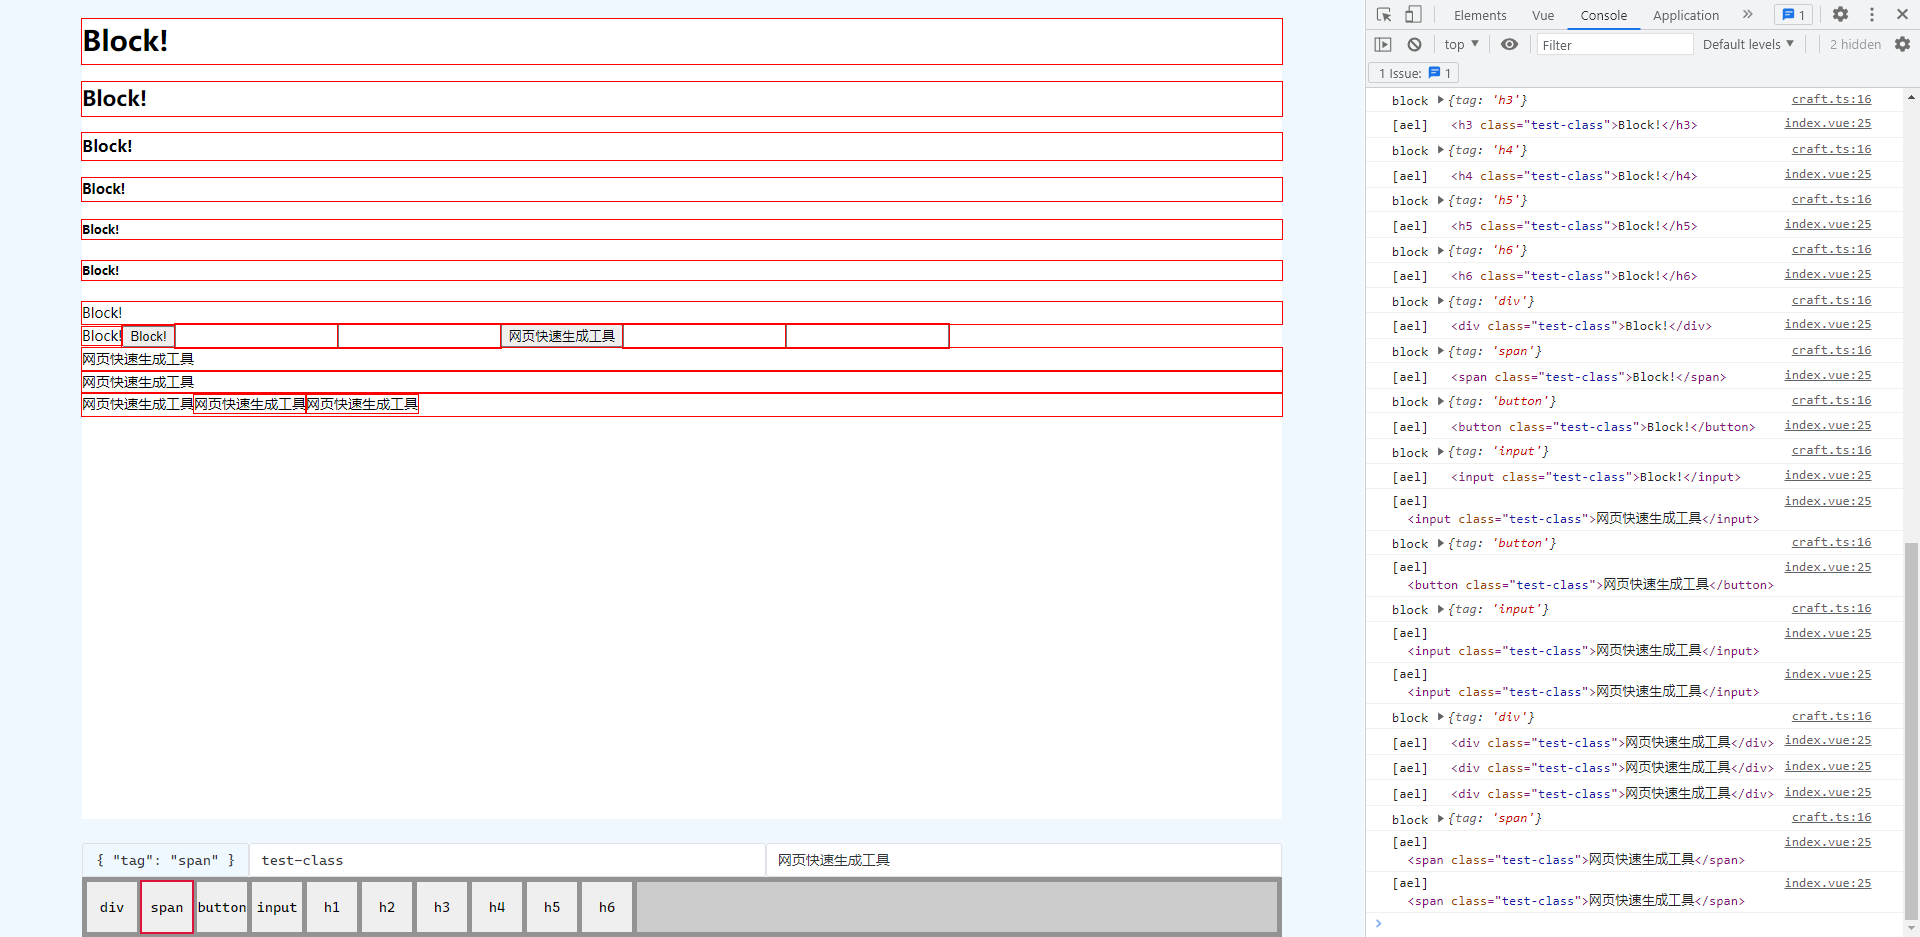 Block!
Block!
Block!
Block!
Block!
Block!
Block!
Block! Block! 网页快速生成工具
网页快速生成工具
网页快速生成工具
网页快速生成工具网页快速生成工具网页快速生成工具
{ "tag": "span" } test-class 网页快速生成工具
div span button input h1 h2 h3 h4 h5 h6
Elements Vue Console Application » 1
top ▼ Filter Default levels ▼ 2 hidden
1 Issue: 1
block ▶{tag: 'h3'} craft.ts:16
[ael] <h3 class="test-class">Block!</h3> index.vue:25
block ▶{tag: 'h4'} craft.ts:16
[ael] <h4 class="test-class">Block!</h4> index.vue:25
block ▶{tag: 'h5'} craft.ts:16
[ael] <h5 class="test-class">Block!</h5> index.vue:25
block ▶{tag: 'h6'} craft.ts:16
[ael] <h6 class="test-class">Block!</h6> index.vue:25
block ▶{tag: 'div'} craft.ts:16
[ael] <div class="test-class">Block!</div> index.vue:25
block ▶{tag: 'span'} craft.ts:16
[ael] <span class="test-class">Block!</span> index.vue:25
block ▶{tag: 'button'} craft.ts:16
[ael] <button class="test-class">Block!</button> index.vue:25
block ▶{tag: 'input'} craft.ts:16
[ael] <input class="test-class">Block!</input> index.vue:25
[ael] index.vue:25
<input class="test-class">网页快速生成工具</input>
block ▶{tag: 'button'} craft.ts:16
[ael] index.vue:25
<button class="test-class">网页快速生成工具</button>
block ▶{tag: 'input'} craft.ts:16
[ael] index.vue:25
<input class="test-class">网页快速生成工具</input>
[ael] index.vue:25
<input class="test-class">网页快速生成工具</input>
block ▶{tag: 'div'} craft.ts:16
[ael] <div class="test-class">网页快速生成工具</div> index.vue:25
[ael] <div class="test-class">网页快速生成工具</div> index.vue:25
[ael] <div class="test-class">网页快速生成工具</div> index.vue:25
block ▶{tag: 'span'} craft.ts:16
[ael] index.vue:25
<span class="test-class">网页快速生成工具</span>
[ael] index.vue:25
<span class="test-class">网页快速生成工具</span>